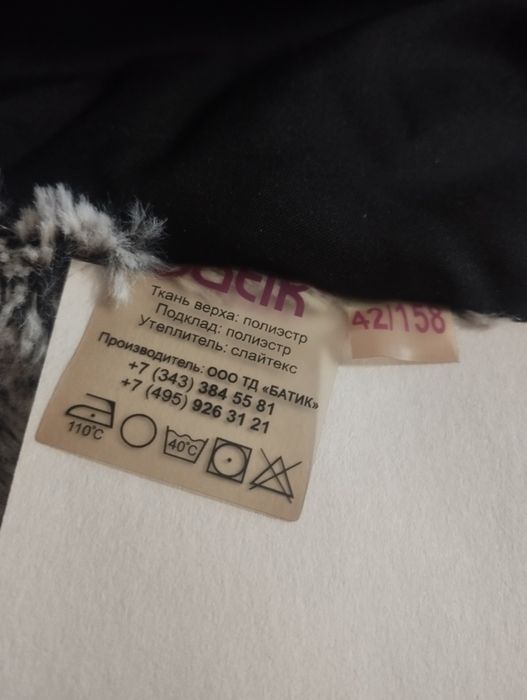 Batik
42/158
Ткань верха: полиэстр
Подклад: полиэстр
Утеплитель: слайтекс
Производитель: ООО ТД «БАТИК»
+7 (343) 384 55 81
+7 (495) 926 31 21
110°C
40°C